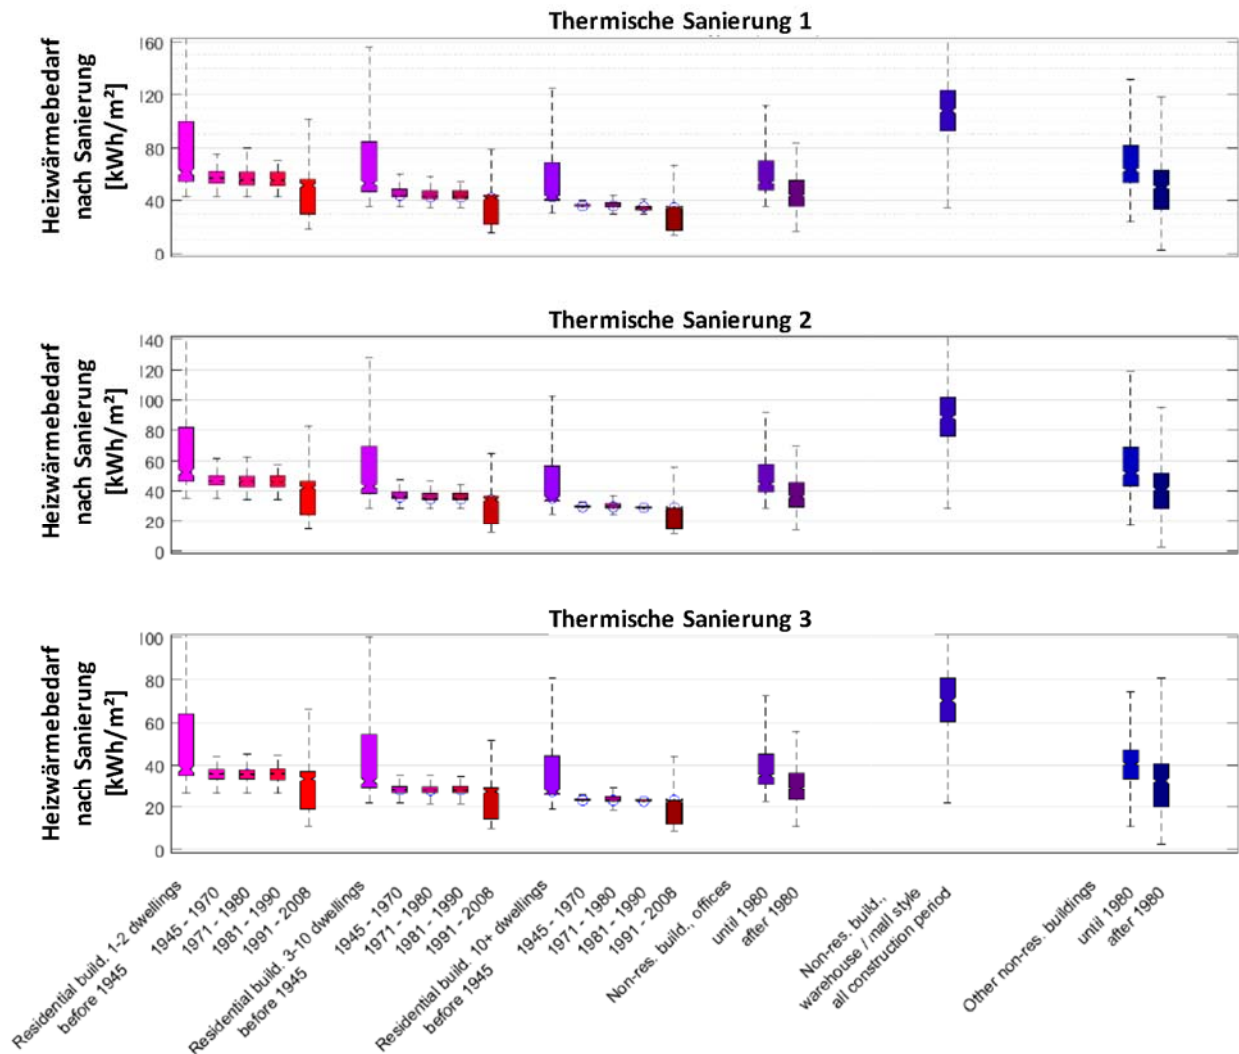 Thermische Sanierung 1
Heizwärmebedarf
nach Sanierung
[kWh/m²]
160
120
80
40
0
Thermische Sanierung 2
Heizwärmebedarf
nach Sanierung
[kWh/m²]
140
120
100
80
60
40
20
0
Thermische Sanierung 3
Heizwärmebedarf
nach Sanierung
[kWh/m²]
100
80
60
40
20
0
Residential build. 1-2 dwellings
before 1945
1945 - 1970
1971 - 1980
1981 - 1990
1991 - 2008
Residential build. 3-10 dwellings
before 1945
1945 - 1970
1971 - 1980
1981 - 1990
1991 - 2008
Residential build. 10+ dwellings
before 1945
1945 - 1970
1971 - 1980
1981 - 1990
1991 - 2008
Non-res. build., offices
until 1980
after 1980
Non-res. build.,
warehouse / mall style
all construction period
Other non-res. buildings
until 1980
after 1980